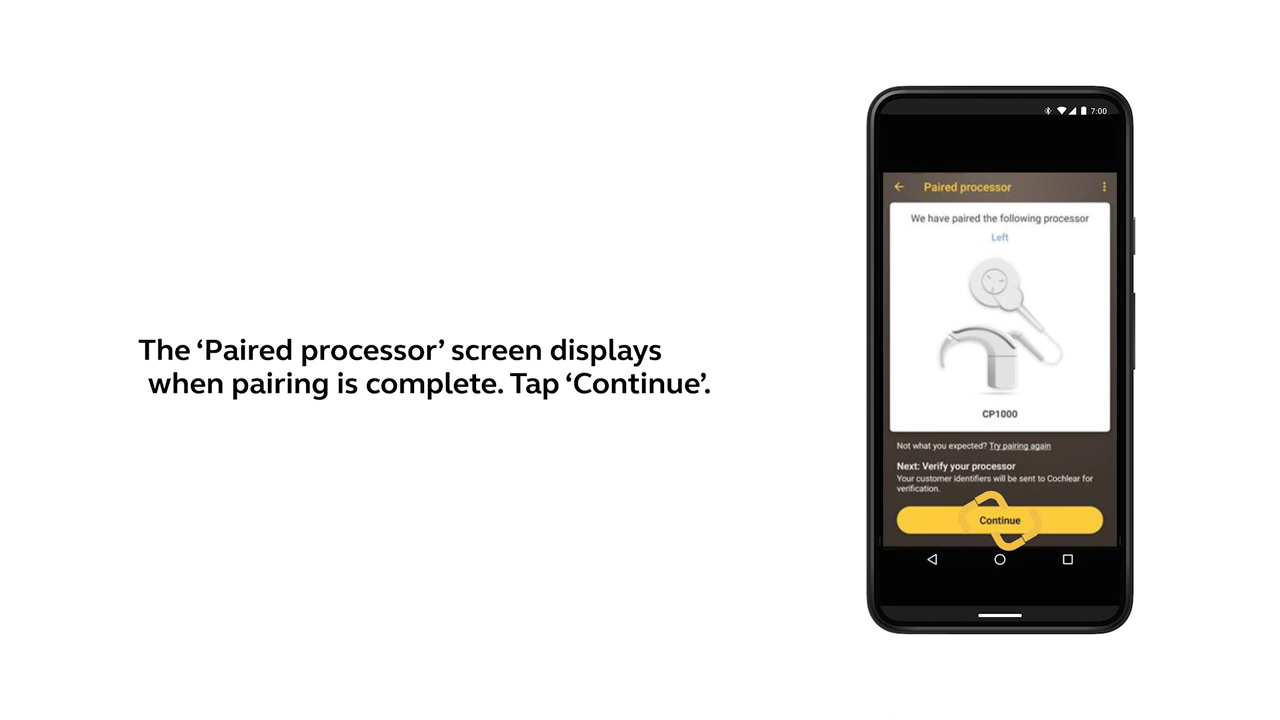 The ‘Paired processor’ screen displays
when pairing is complete. Tap ‘Continue’.
7:00
Paired processor
We have paired the following processor
Left
CP1000
Not what you expected? Try pairing again
Next: Verify your processor
Your customer identifiers will be sent to Cochlear for
verification.
Continue